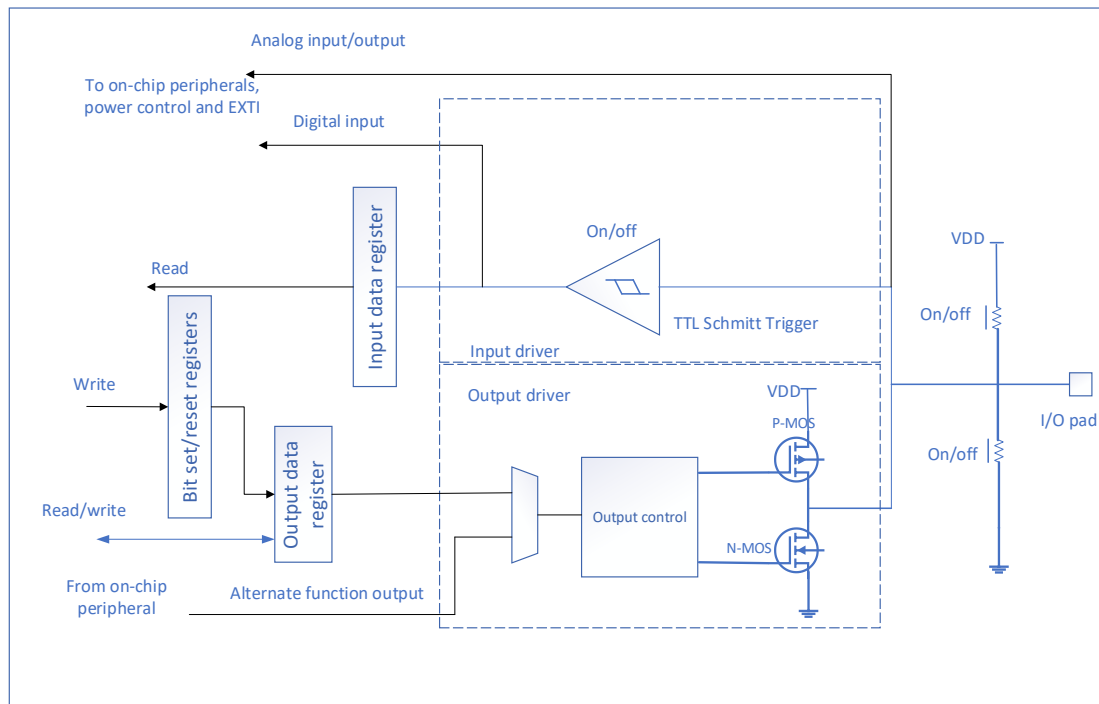 Analog input/output
To on-chip peripherals,
power control and EXTI
Digital input
On/off
Input data register
Read
TTL Schmitt Trigger
Input driver
VDD
On/off
On/off
I/O pad
Write
Bit set/reset registers
Output driver
VDD
P-MOS
Output data
register
Read/write
Output control
N-MOS
From on-chip
peripheral
Alternate function output